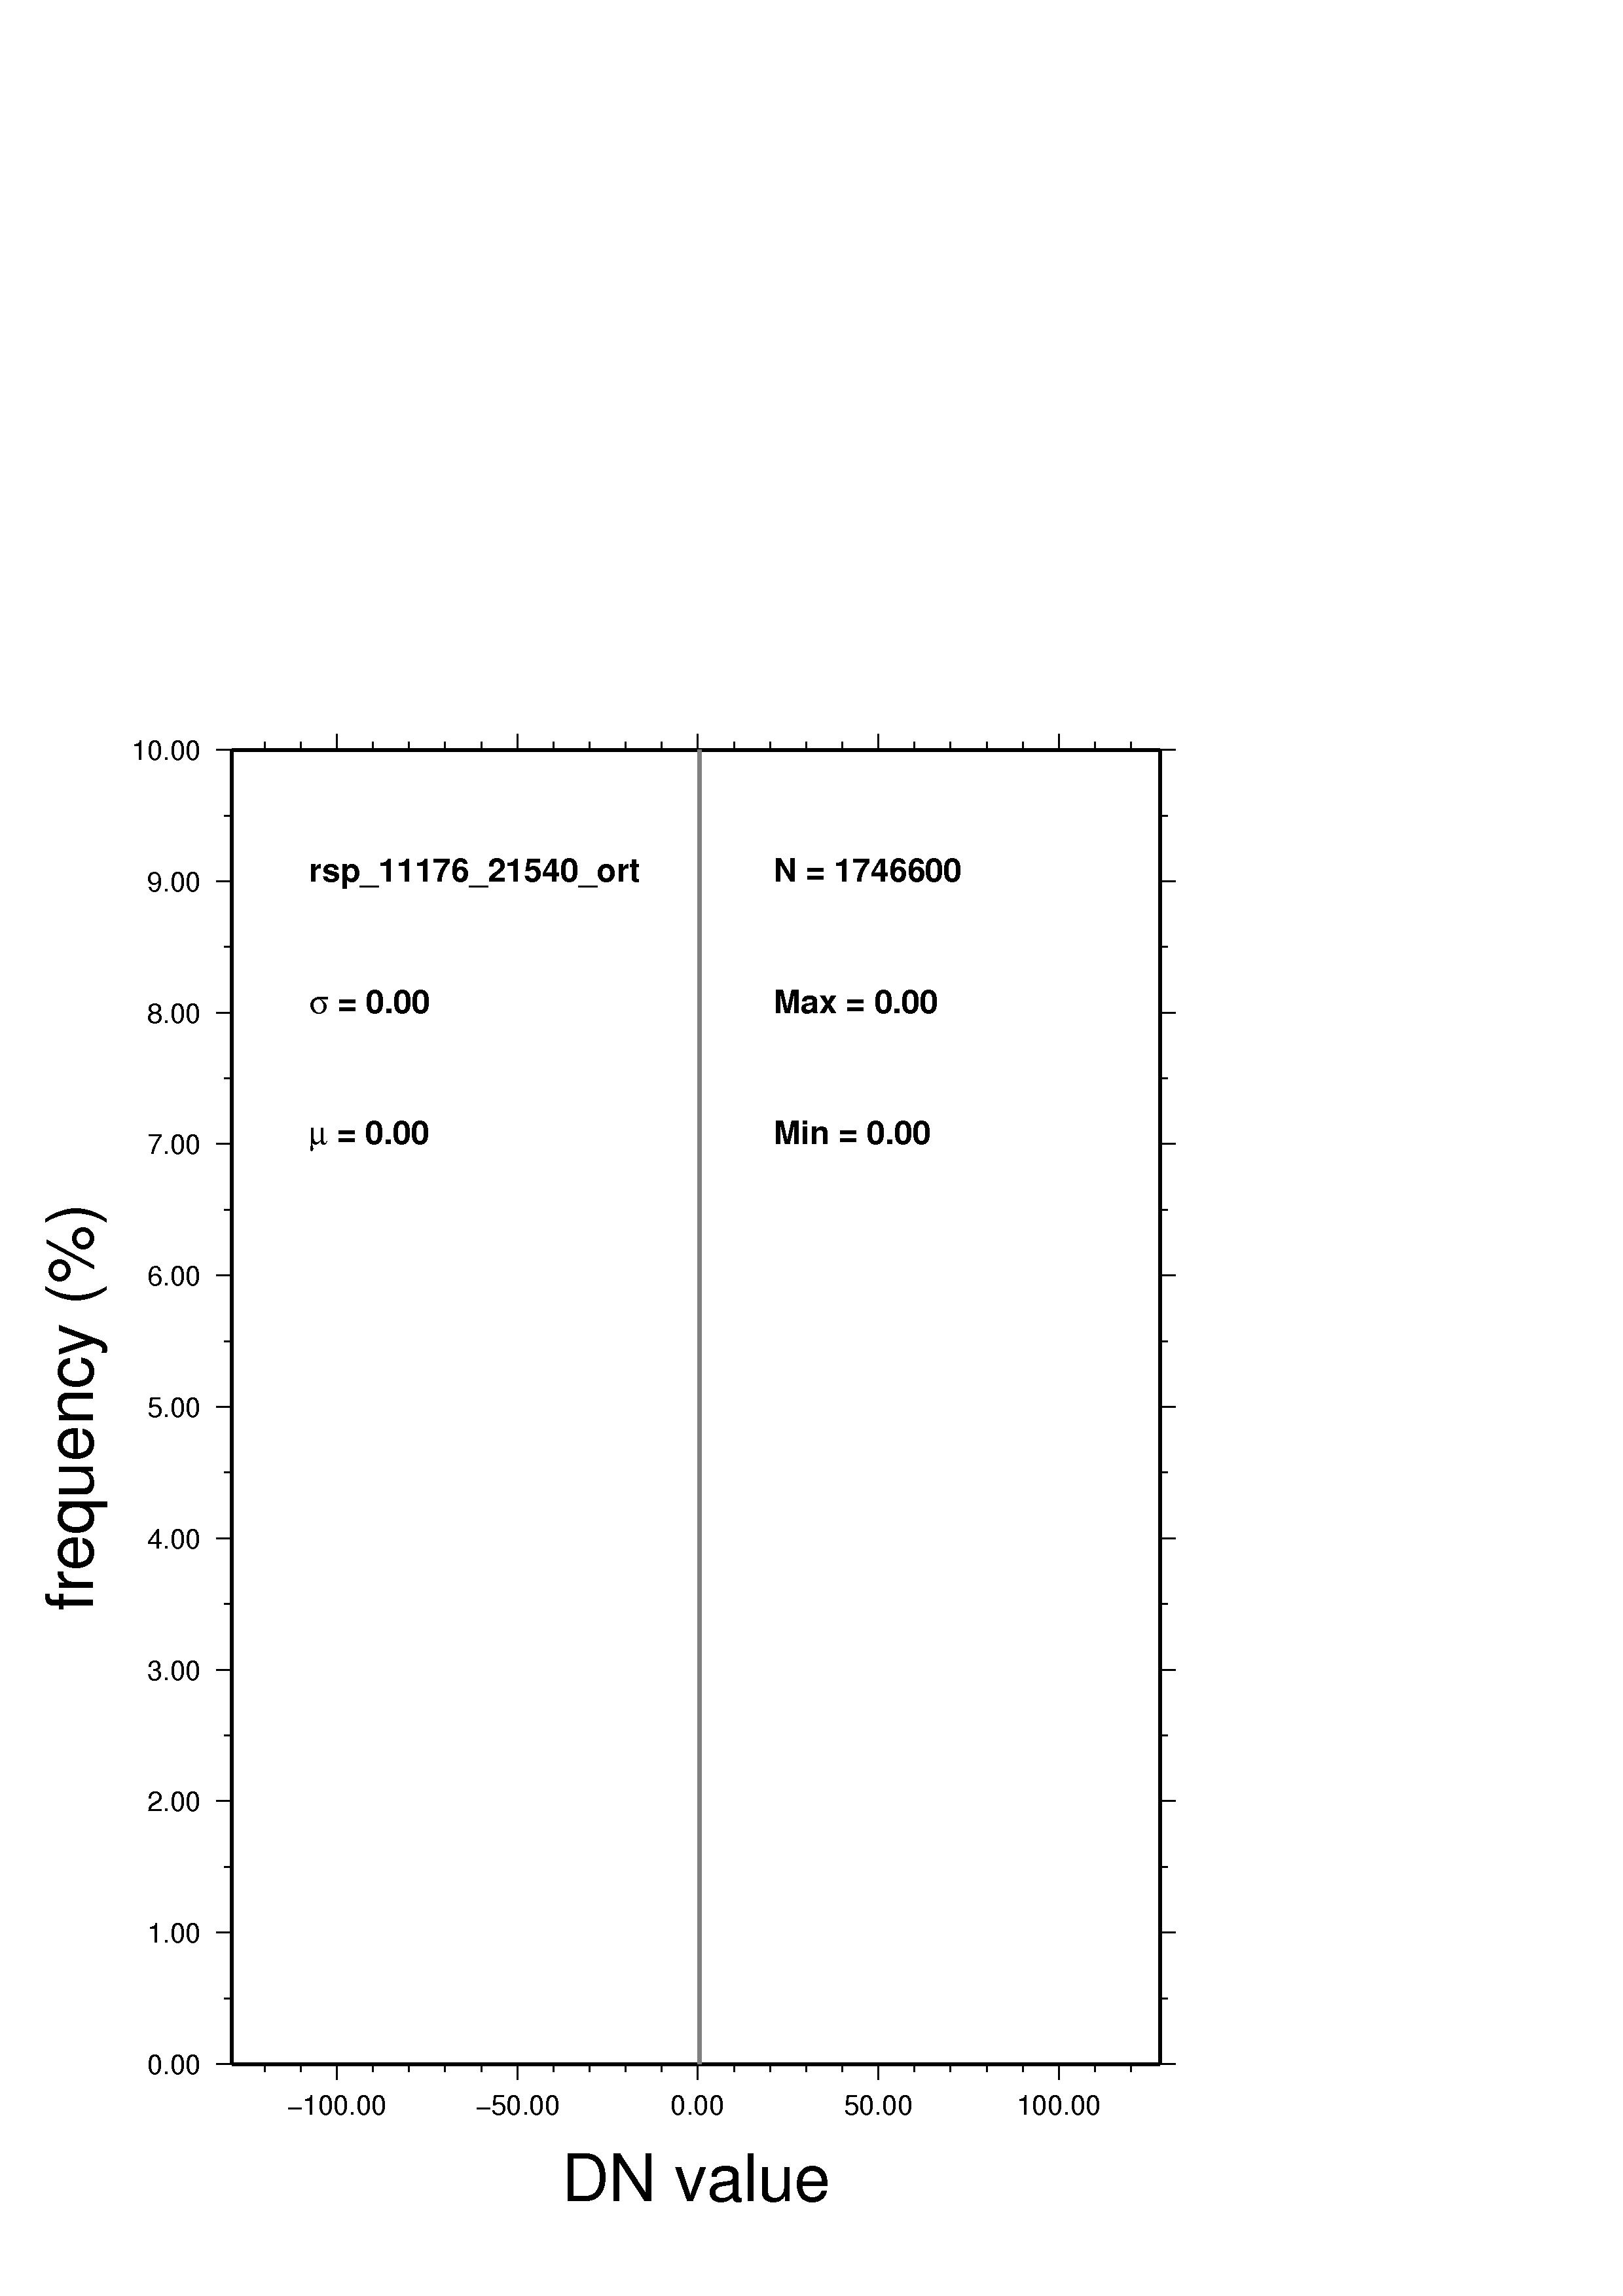 10.00
9.00
8.00
7.00
6.00
5.00
4.00
3.00
2.00
1.00
0.00
frequency (%)
rsp_11176_21540_ort
N = 1746600
σ = 0.00
Max = 0.00
μ = 0.00
Min = 0.00
−100.00
−50.00
0.00
50.00
100.00
DN value